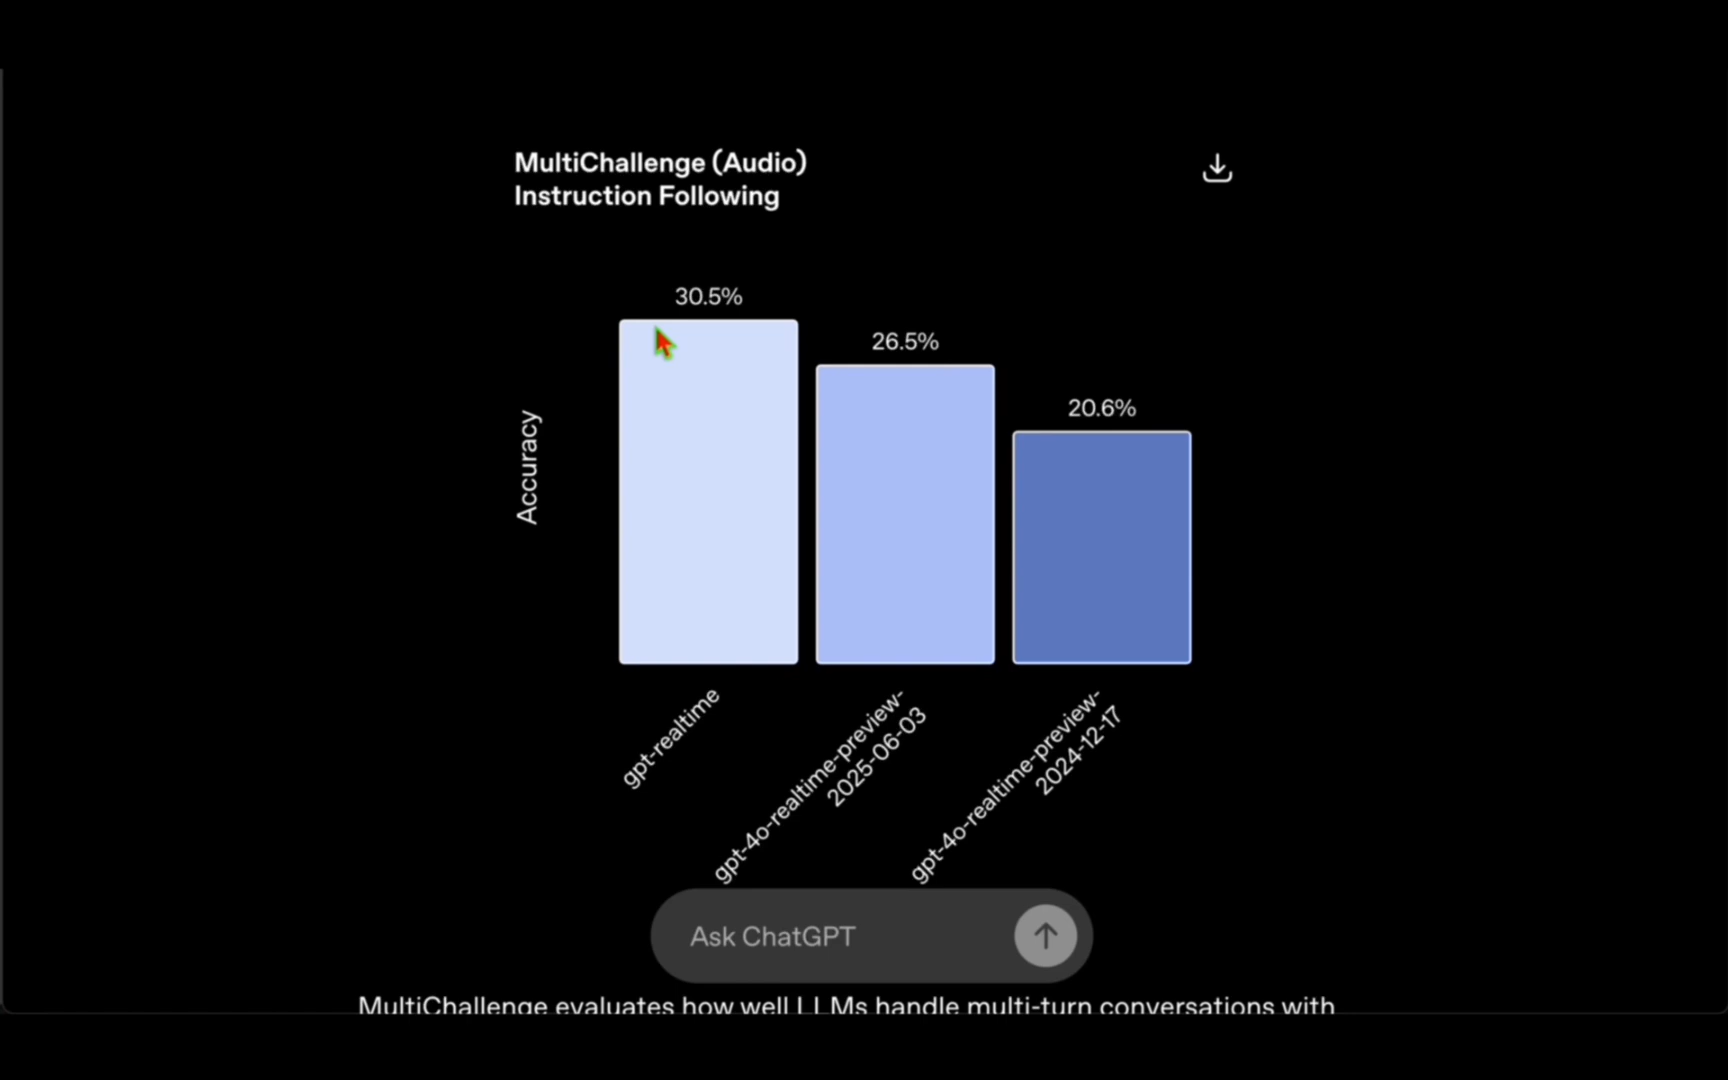 MultiChallenge (Audio)
Instruction Following
30.5%
26.5%
20.6%
Accuracy
gpt-realtime
gpt-4o-realtime-preview-
2025-06-03
gpt-4o-realtime-preview-
2024-12-17
Ask ChatGPT
MultiChallenge evaluates how well LLMs handle multi-turn conversations with